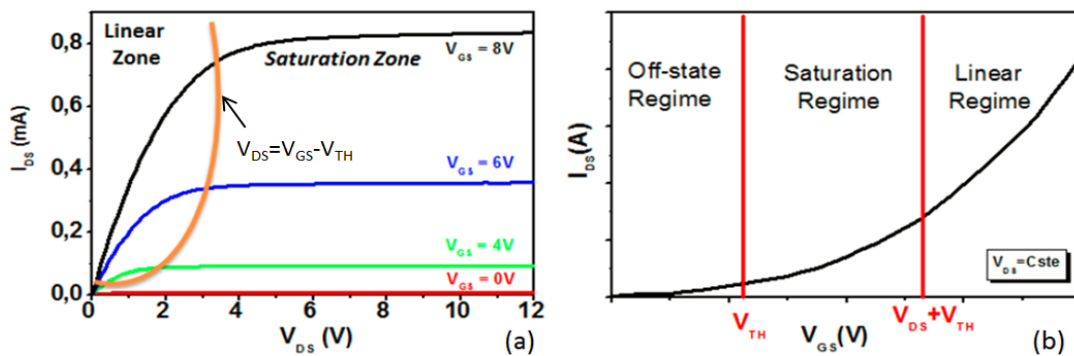 Linear
Zone
Saturation Zone
V_GS = 8V
V_DS=V_GS-V_TH
V_GS = 6V
V_GS = 4V
V_GS = 0V
0,8
0,6
0,4
0,2
0,0
I_DS (mA)
0 2 4 6 8 10 12
V_DS (V)
(a)
Off-state
Regime
Saturation
Regime
Linear
Regime
I_DS(A)
V_DS=Cste
V_TH
V_GS(V)
V_DS+V_TH
(b)